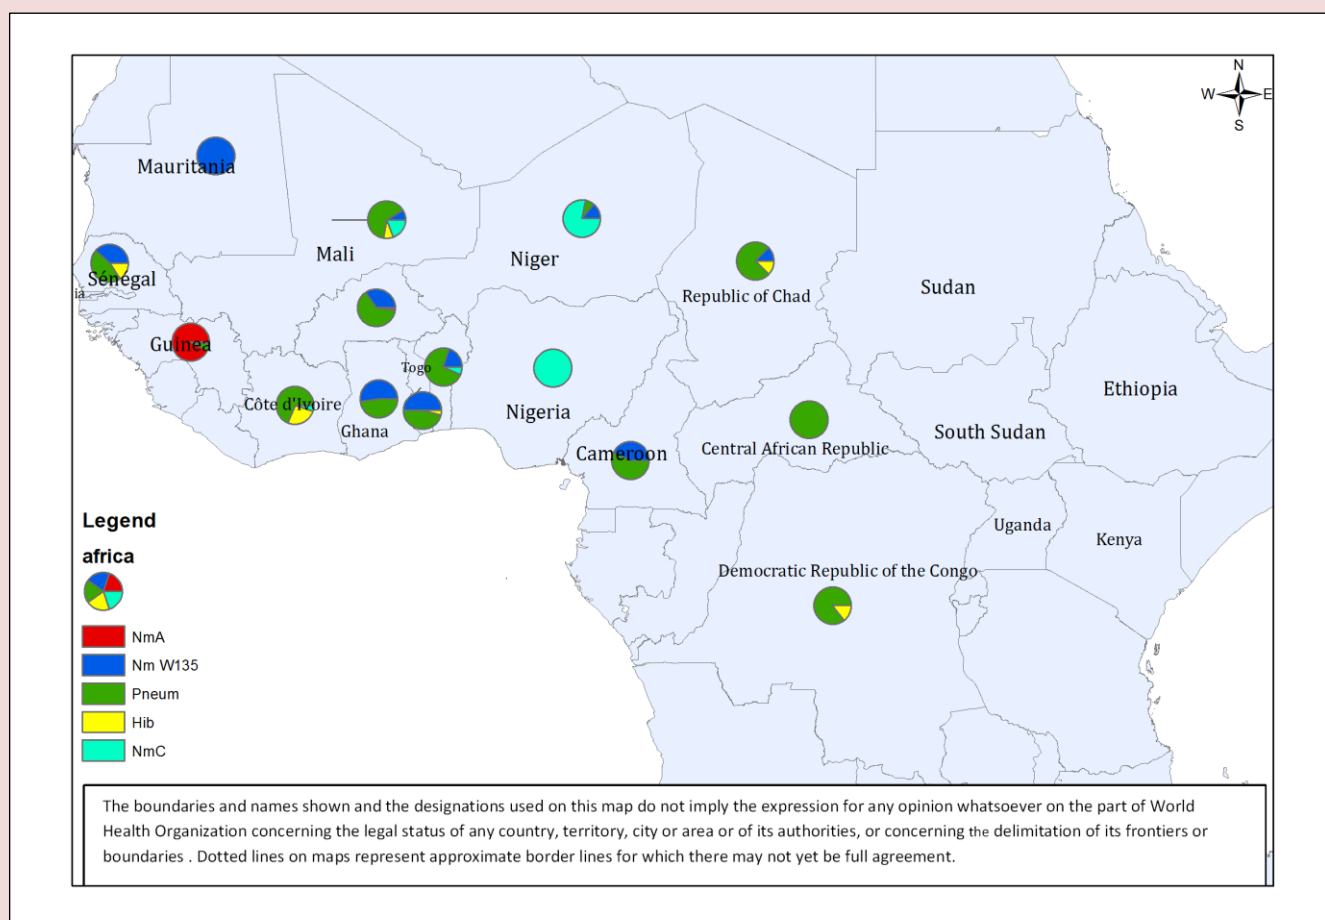 N
W E
S
Mauritania
Mali
Niger
Republic of Chad
Sudan
Sénégal
ia
Guinea
Togo
Côte d'Ivoire
Ghana
Nigeria
Cameroon
Central African Republic
South Sudan
Ethiopia
Uganda
Kenya
Democratic Republic of the Congo
Legend
africa
NmA
Nm W135
Pneum
Hib
NmC
The boundaries and names shown and the designations used on this map do not imply the expression for any opinion whatsoever on the part of World
Health Organization concerning the legal status of any country, territory, city or area or of its authorities, or concerning the delimitation of its frontiers or
boundaries . Dotted lines on maps represent approximate border lines for which there may not yet be full agreement.